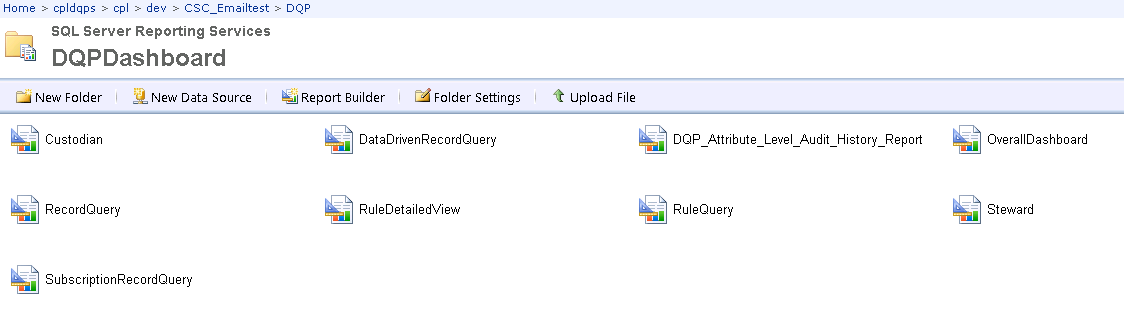 Home > cpldqps > cpl > dev > CSC_Emailtest > DQP
SQL Server Reporting Services
DQPDashboard
New Folder New Data Source Report Builder Folder Settings Upload File
Custodian DataDrivenRecordQuery DQP_Attribute_Level_Audit_History_Report OverallDashboard
RecordQuery RuleDetailedView RuleQuery Steward
SubscriptionRecordQuery